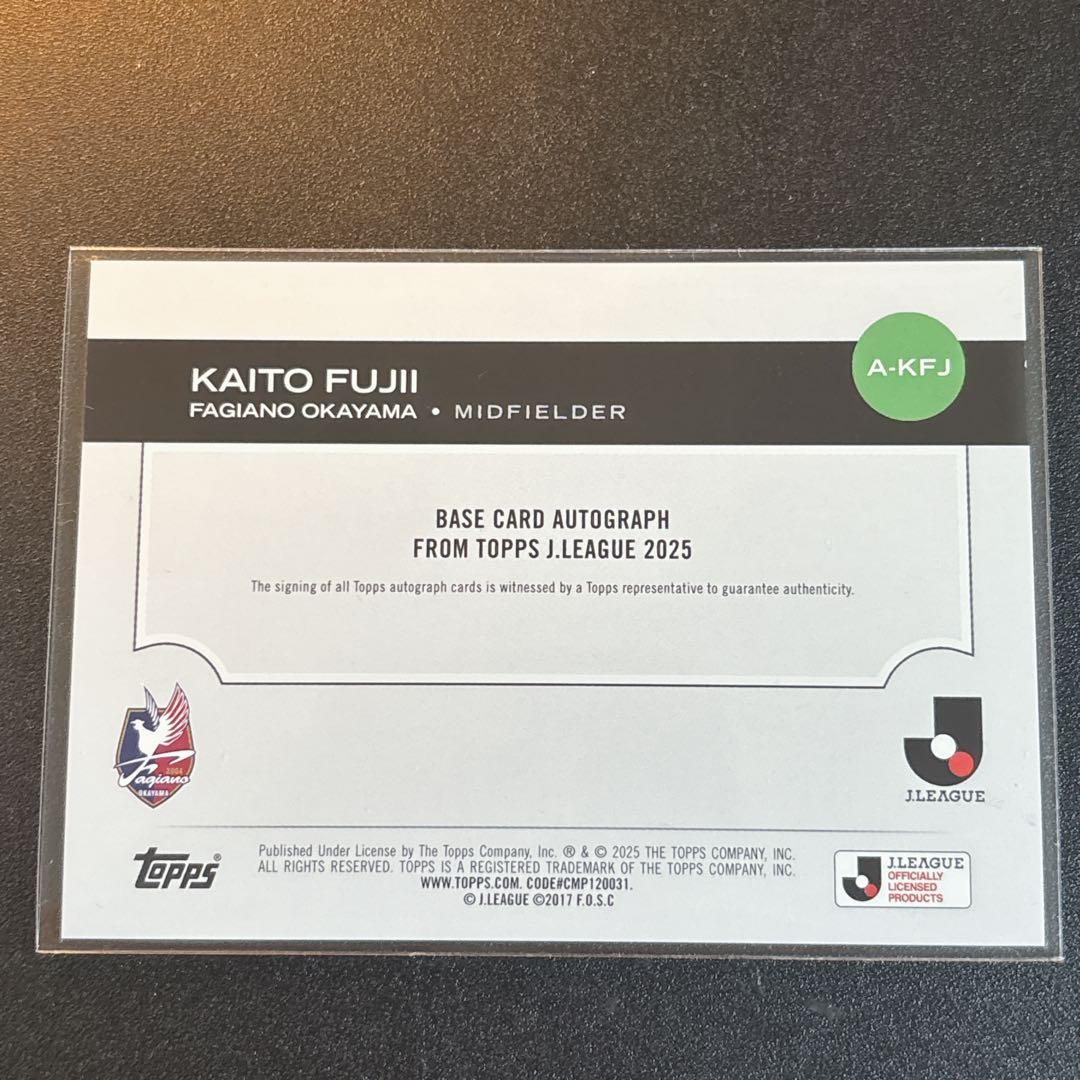 KAITO FUJII
FAGIANO OKAYAMA • MIDFIELDER
A-KFJ
BASE CARD AUTOGRAPH
FROM TOPPS J.LEAGUE 2025
The signing of all Topps autograph cards is witnessed by a Topps representative to guarantee authenticity.
2004
Fagiano
OKAYAMA
J.LEAGUE
topps®
Published Under License by The Topps Company, Inc. ® & © 2025 THE TOPPS COMPANY, INC.
ALL RIGHTS RESERVED. TOPPS IS A REGISTERED TRADEMARK OF THE TOPPS COMPANY, INC.
WWW.TOPPS.COM. CODE#CMP120031.
© J.LEAGUE ©2017 F.O.S.C
J.LEAGUE
OFFICIALLY
LICENSED
PRODUCTS